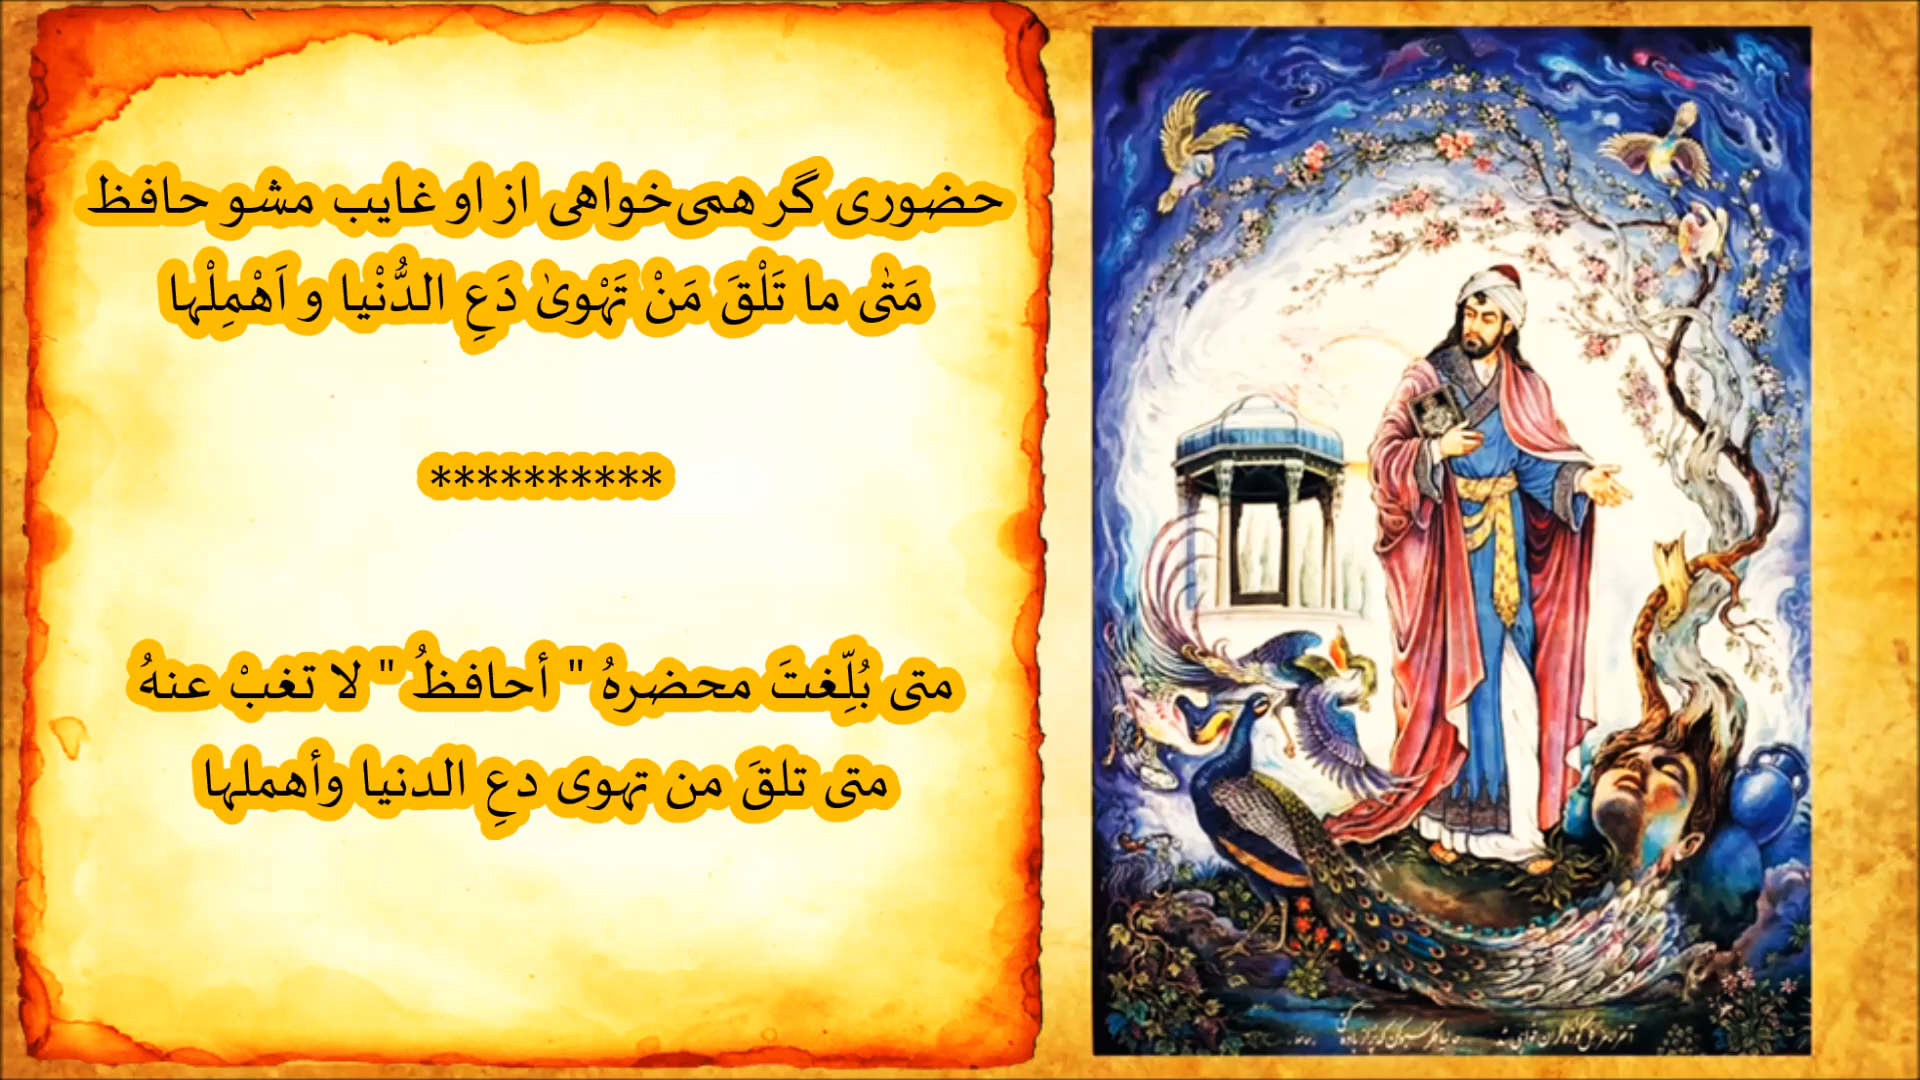 حضوری گر همی‌خواهی از او غایب مشو حافظ
مَتٰی ما تَلْقَ مَنْ تَهْویٰ دَعِ الدُّنْیا و اَهْمِلْها
**********
متى بُلِّغتَ محضرهُ " أحافظُ " لا تغبْ عنهُ
متى تلقَ من تهوى دعِ الدنيا وأهملها